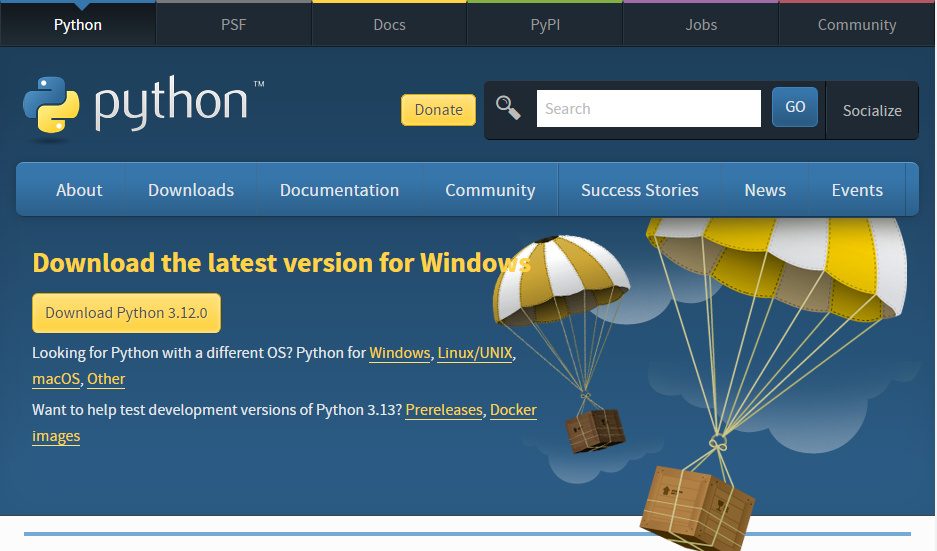 Python PSF Docs PyPI Jobs Community
python™ Donate Search GO Socialize
About Downloads Documentation Community Success Stories News Events
Download the latest version for Windows
Download Python 3.12.0
Looking for Python with a different OS? Python for Windows, Linux/UNIX,
macOS, Other
Want to help test development versions of Python 3.13? Prereleases, Docker
images